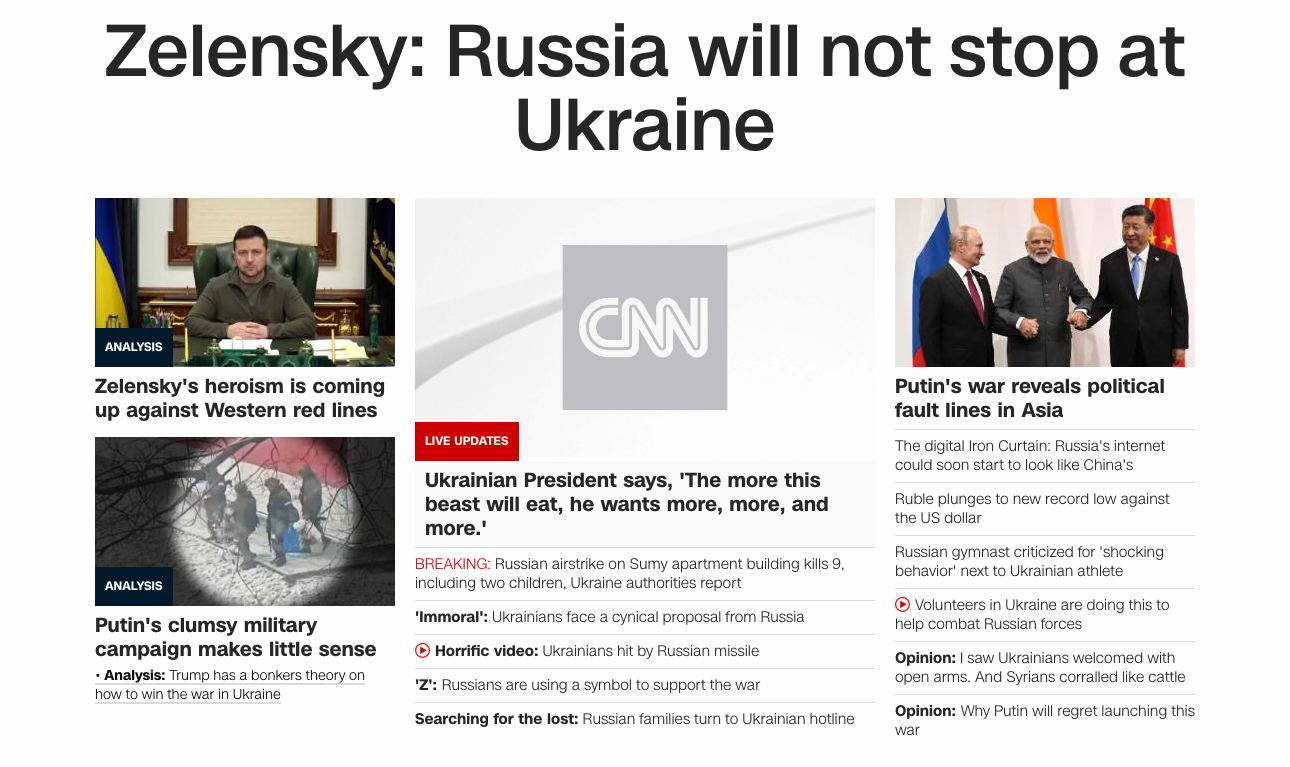 Zelensky: Russia will not stop at
Ukraine
ANALYSIS
Zelensky's heroism is coming
up against Western red lines
ANALYSIS
Putin's clumsy military
campaign makes little sense
• Analysis: Trump has a bonkers theory on
how to win the war in Ukraine
CNN
LIVE UPDATES
Ukrainian President says, 'The more this
beast will eat, he wants more, more, and
more.'
BREAKING: Russian airstrike on Sumy apartment building kills 9,
including two children, Ukraine authorities report
'Immoral': Ukrainians face a cynical proposal from Russia
Horrific video: Ukrainians hit by Russian missile
'Z': Russians are using a symbol to support the war
Searching for the lost: Russian families turn to Ukrainian hotline
Putin's war reveals political
fault lines in Asia
The digital Iron Curtain: Russia's internet
could soon start to look like China's
Ruble plunges to new record low against
the US dollar
Russian gymnast criticized for 'shocking
behavior' next to Ukrainian athlete
Volunteers in Ukraine are doing this to
help combat Russian forces
Opinion: I saw Ukrainians welcomed with
open arms. And Syrians corralled like cattle
Opinion: Why Putin will regret launching this
war